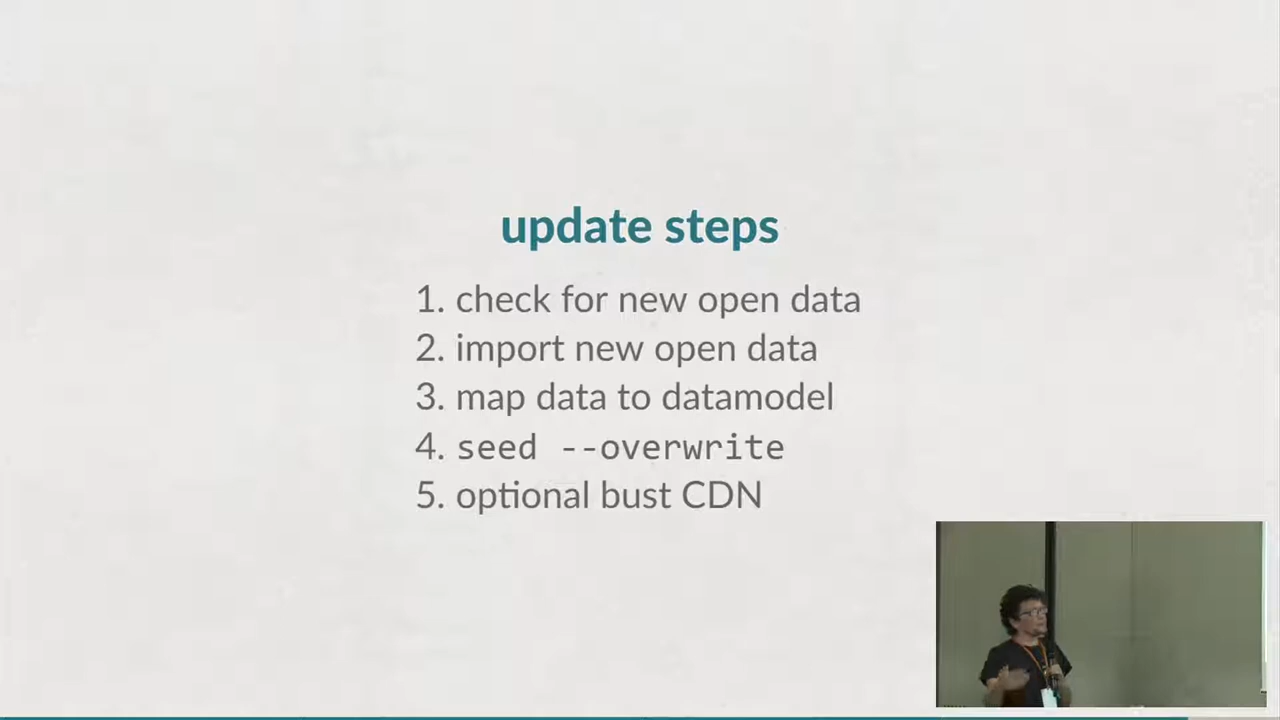 update steps
1. check for new open data
2. import new open data
3. map data to datamodel
4. seed --overwrite
5. optional bust CDN